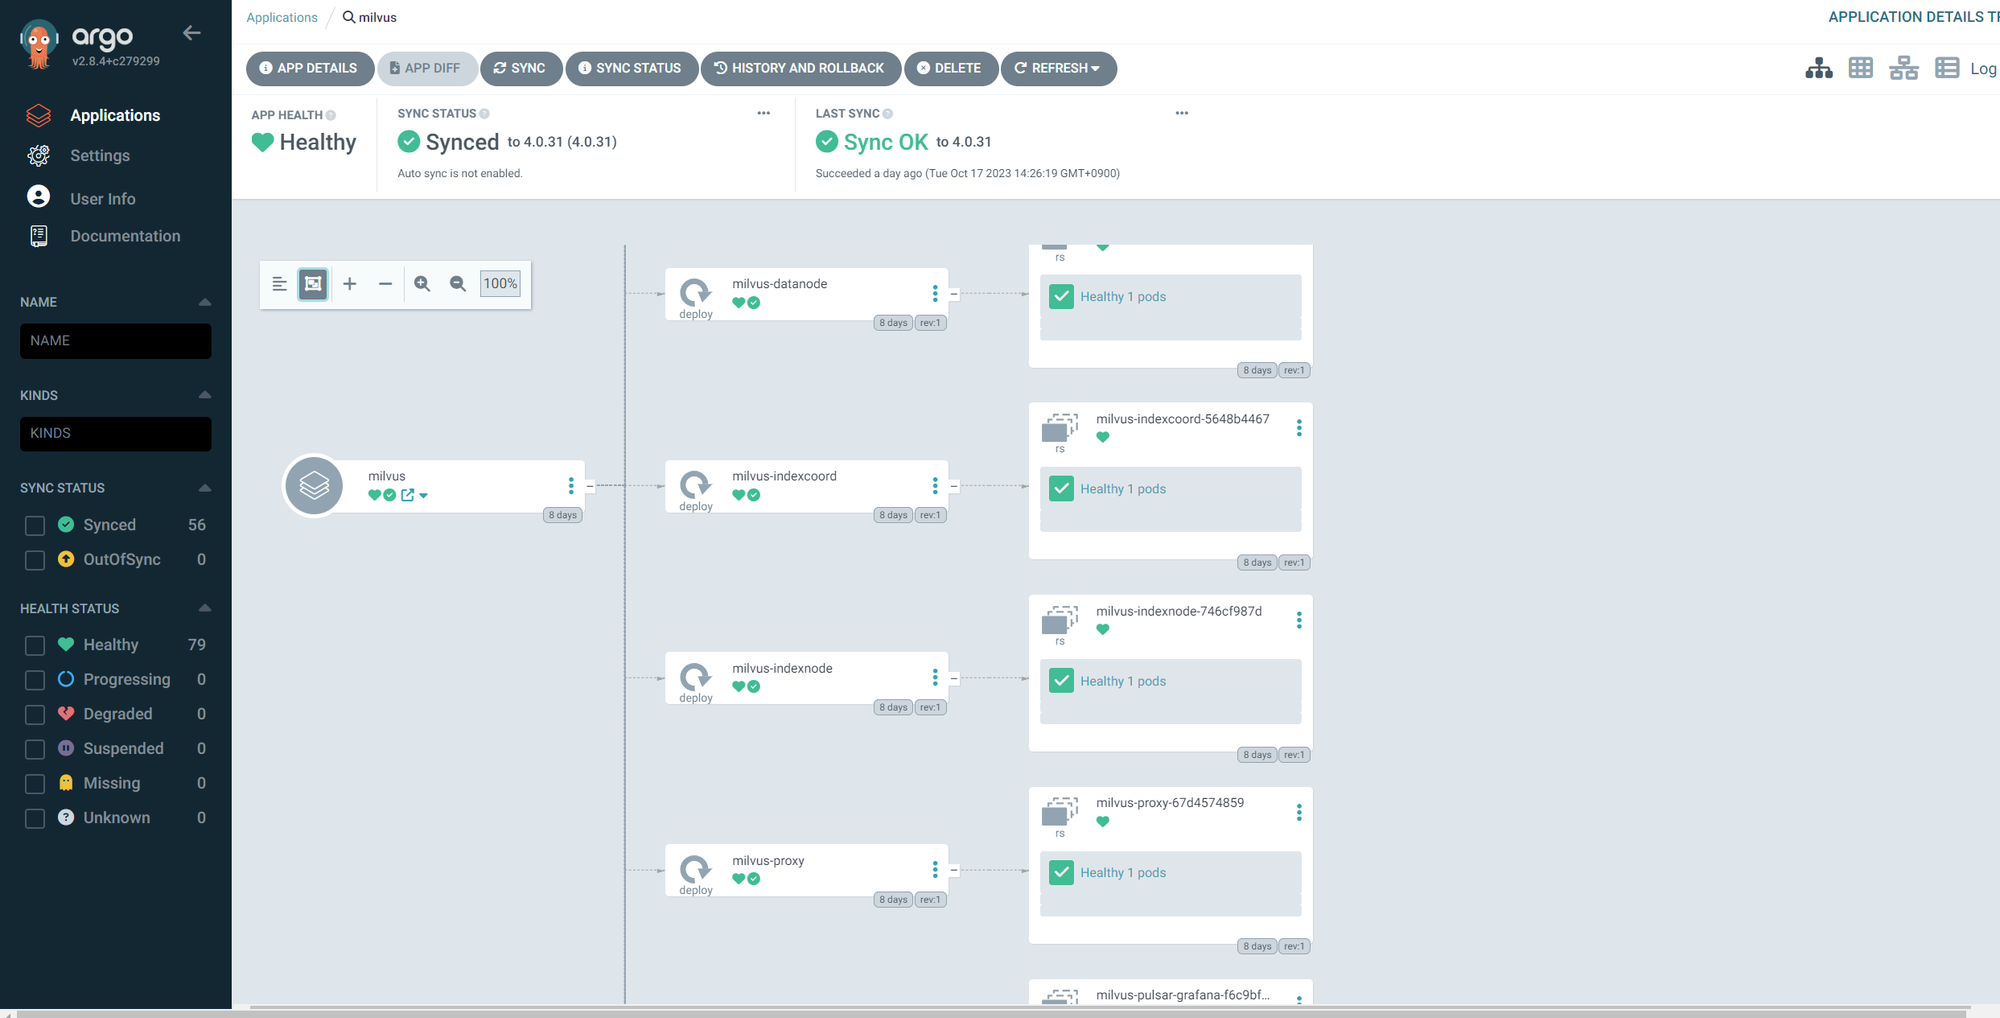 argo
v2.8.4+c279299
Applications
Settings
User Info
Documentation
NAME
NAME
KINDS
KINDS
SYNC STATUS
Synced 56
OutOfSync 0
HEALTH STATUS
Healthy 79
Progressing 0
Degraded 0
Suspended 0
Missing 0
Unknown 0
Applications / milvus
APPLICATION DETAILS TR
APP DETAILS APP DIFF SYNC SYNC STATUS HISTORY AND ROLLBACK DELETE REFRESH
Log
APP HEALTH
Healthy
SYNC STATUS
Synced to 4.0.31 (4.0.31)
Auto sync is not enabled.
LAST SYNC
Sync OK to 4.0.31
Succeeded a day ago (Tue Oct 17 2023 14:26:19 GMT+0900)
100%
milvus
8 days
milvus-datanode
deploy
8 days rev:1
rs
Healthy 1 pods
8 days rev:1
milvus-indexcoord
deploy
8 days rev:1
milvus-indexcoord-5648b4467
rs
Healthy 1 pods
8 days rev:1
milvus-indexnode
deploy
8 days rev:1
milvus-indexnode-746cf987d
rs
Healthy 1 pods
8 days rev:1
milvus-proxy
deploy
8 days rev:1
milvus-proxy-67d4574859
rs
Healthy 1 pods
8 days rev:1
milvus-pulsar-grafana-f6c9bf...